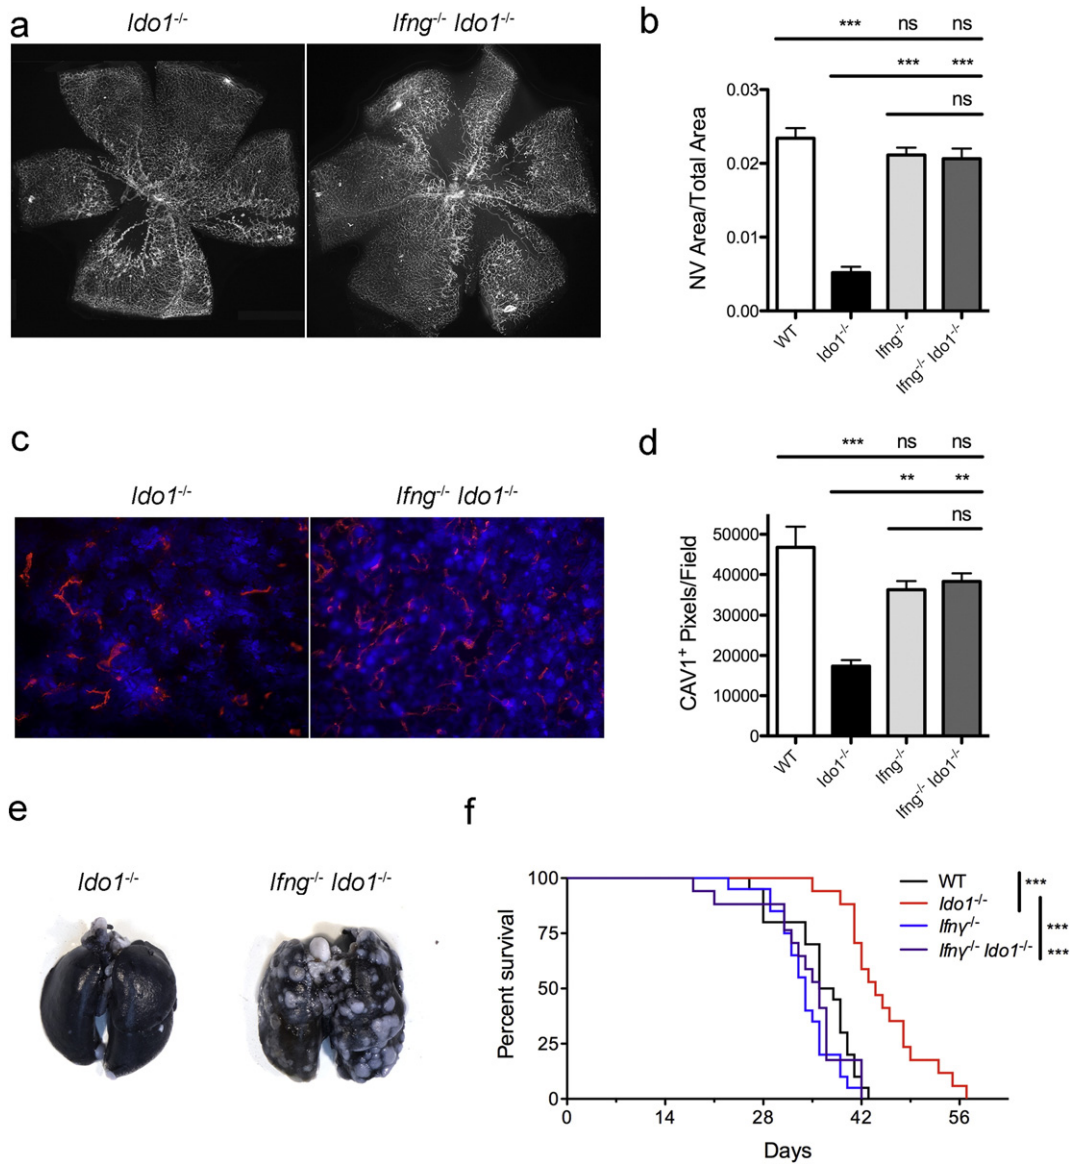 a
Ido1-/-
Ifng-/- Ido1-/-
b
*** ns ns
*** ***
ns
NV Area/Total Area
0.03
0.02
0.01
0.00
WT
Ido1-/-
Ifng-/-
Ifng-/- Ido1-/-
c
Ido1-/-
Ifng-/- Ido1-/-
d
*** ns ns
** **
ns
CAV1+ Pixels/Field
50000
40000
30000
20000
10000
0
WT
Ido1-/-
Ifng-/-
Ifng-/- Ido1-/-
e
Ido1-/-
Ifng-/- Ido1-/-
f
Percent survival
100
75
50
25
0
0 14 28 42 56
Days
WT
Ido1-/-
Ifnγ-/-
Ifnγ-/- Ido1-/-
***
***
***